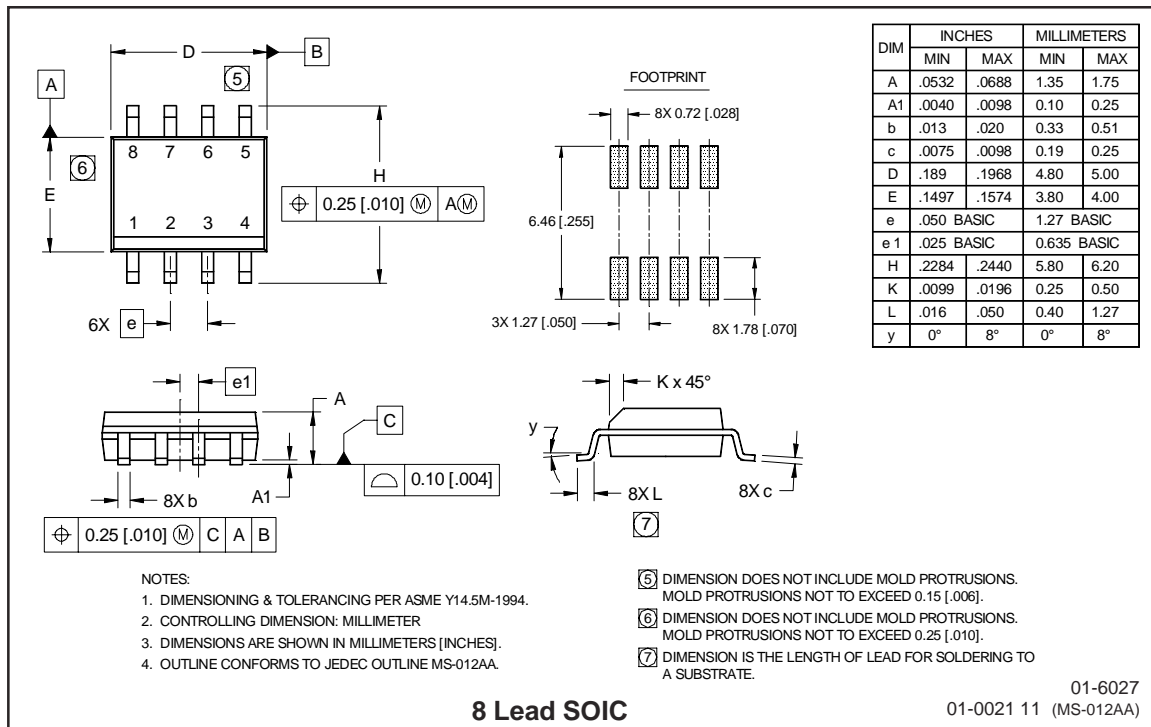 D
B
5
A
8 7 6 5
6
E
H
⌖ 0.25 [.010] Ⓜ AⓂ
1 2 3 4
6X e
FOOTPRINT
8X 0.72 [.028]
6.46 [.255]
3X 1.27 [.050]
8X 1.78 [.070]
DIM INCHES MILLIMETERS
MIN MAX MIN MAX
A .0532 .0688 1.35 1.75
A1 .0040 .0098 0.10 0.25
b .013 .020 0.33 0.51
c .0075 .0098 0.19 0.25
D .189 .1968 4.80 5.00
E .1497 .1574 3.80 4.00
e .050 BASIC 1.27 BASIC
e 1 .025 BASIC 0.635 BASIC
H .2284 .2440 5.80 6.20
K .0099 .0196 0.25 0.50
L .016 .050 0.40 1.27
y 0° 8° 0° 8°
e1
A
C
⌓ 0.10 [.004]
A1
8X b
⌖ 0.25 [.010] Ⓜ C A B
K x 45°
y
8X L
7
8X c
NOTES:
1. DIMENSIONING & TOLERANCING PER ASME Y14.5M-1994.
2. CONTROLLING DIMENSION: MILLIMETER
3. DIMENSIONS ARE SHOWN IN MILLIMETERS [INCHES].
4. OUTLINE CONFORMS TO JEDEC OUTLINE MS-012AA.
5 DIMENSION DOES NOT INCLUDE MOLD PROTRUSIONS.
MOLD PROTRUSIONS NOT TO EXCEED 0.15 [.006].
6 DIMENSION DOES NOT INCLUDE MOLD PROTRUSIONS.
MOLD PROTRUSIONS NOT TO EXCEED 0.25 [.010].
7 DIMENSION IS THE LENGTH OF LEAD FOR SOLDERING TO
A SUBSTRATE.
8 Lead SOIC
01-6027
01-0021 11 (MS-012AA)